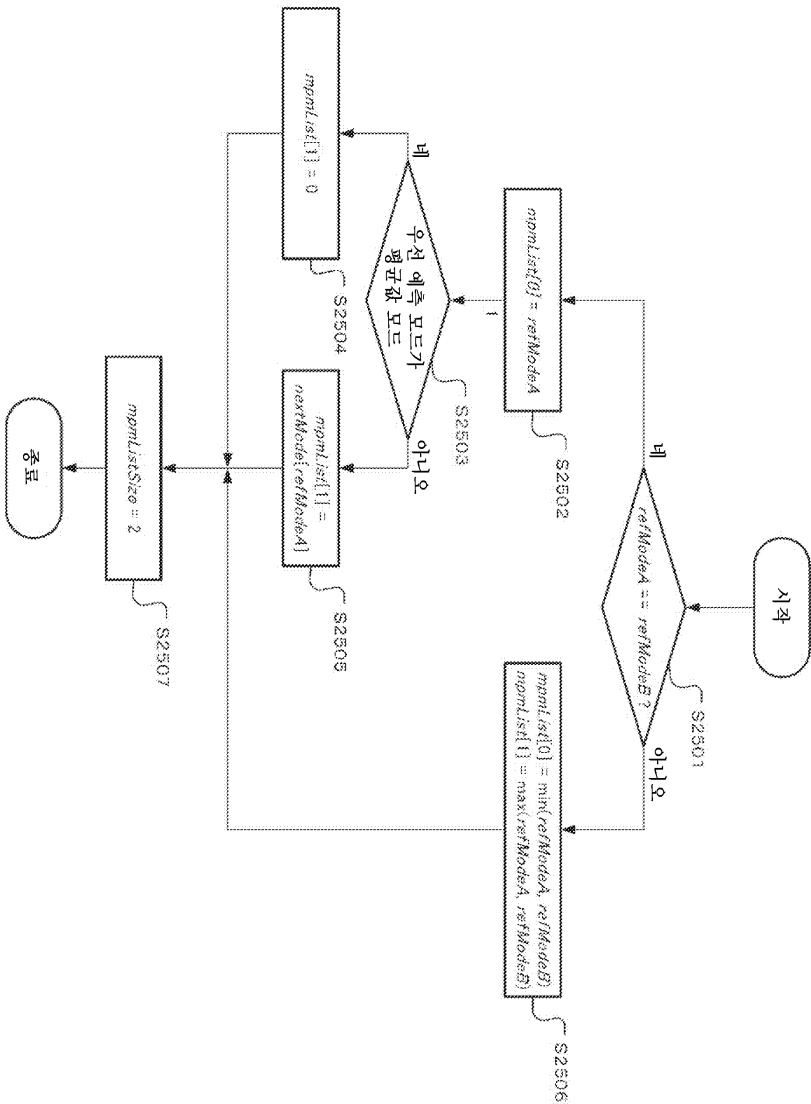 시작
refModeA == refModeB ?
S2501
네
아니오
mpmList[0] = refModeA
S2502
mpmList[0] = min(refModeA, refModeB)
mpmList[1] = max(refModeA, refModeB)
S2506
우선 예측 모드가
평균값 모드
S2503
네
아니오
mpmList[1] = 0
S2504
mpmList[1] =
nextMode[refModeA]
S2505
mpmListSize = 2
S2507
종료